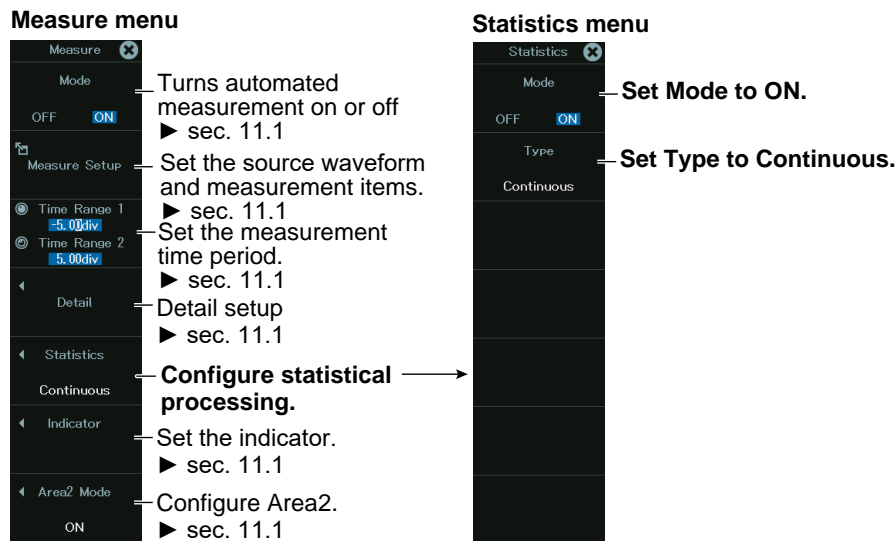 Measure menu
Measure
Mode
OFF ON
Measure Setup
Time Range 1
-5.00div
Time Range 2
5.00div
Detail
Statistics
Continuous
Indicator
Area2 Mode
ON
Turns automated
measurement on or off
► sec. 11.1
Set the source waveform
and measurement items.
► sec. 11.1
Set the measurement
time period.
► sec. 11.1
Detail setup
► sec. 11.1
Configure statistical
processing.
Set the indicator.
► sec. 11.1
Configure Area2.
► sec. 11.1
Statistics menu
Statistics
Mode
OFF ON
Type
Continuous
Set Mode to ON.
Set Type to Continuous.